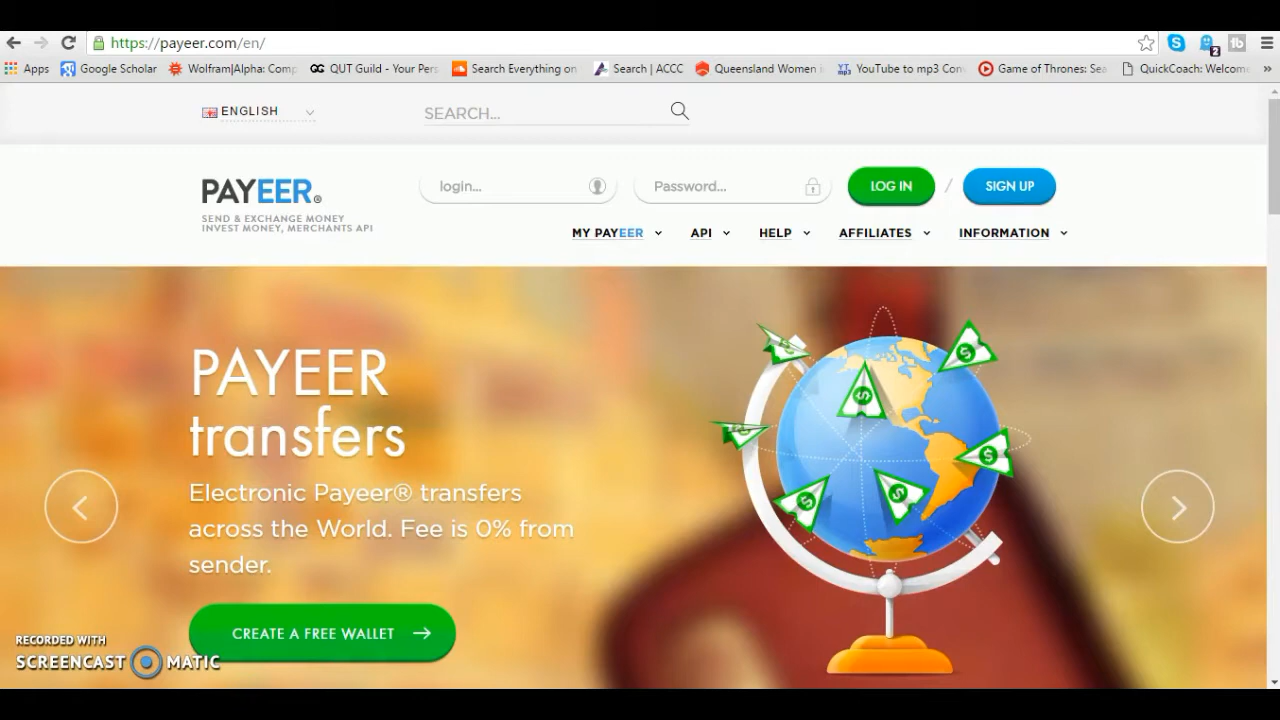 https://payeer.com/en/
2
Apps Google Scholar Wolfram|Alpha: Comp QUT Guild - Your Pers Search Everything on Search | ACCC Queensland Women YouTube to mp3 Con Game of Thrones: Sea QuickCoach: Welcome »
ENGLISH SEARCH...
PAYEER®
SEND & EXCHANGE MONEY
INVEST MONEY, MERCHANTS API
login... Password... LOG IN / SIGN UP
MY PAYEER API HELP AFFILIATES INFORMATION
PAYEER
transfers
Electronic Payeer® transfers
across the World. Fee is 0% from
sender.
CREATE A FREE WALLET →
RECORDED WITH
SCREENCAST MATIC